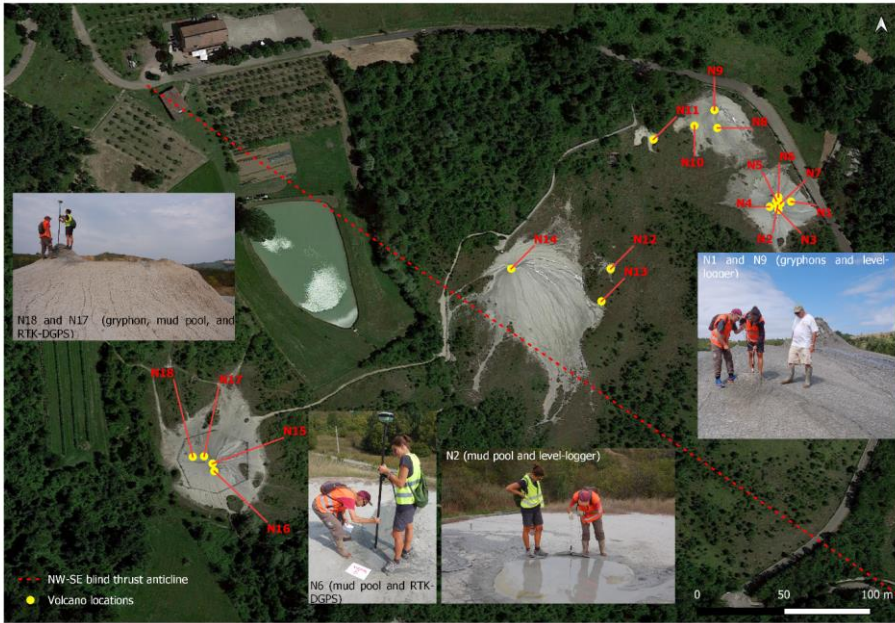 N9
N11
N8
N10
N6
N5
N7
N4
N1
N2
N3
N12
N14
N13
N1 and N9 (gryphons and level-
logger)
N18 and N17 (gryphon, mud pool, and
RTK-DGPS)
N18
N17
N15
N16
N2 (mud pool and level-logger)
N6 (mud pool and RTK-
DGPS)
NW-SE blind thrust anticline
Volcano locations
0 50 100 m